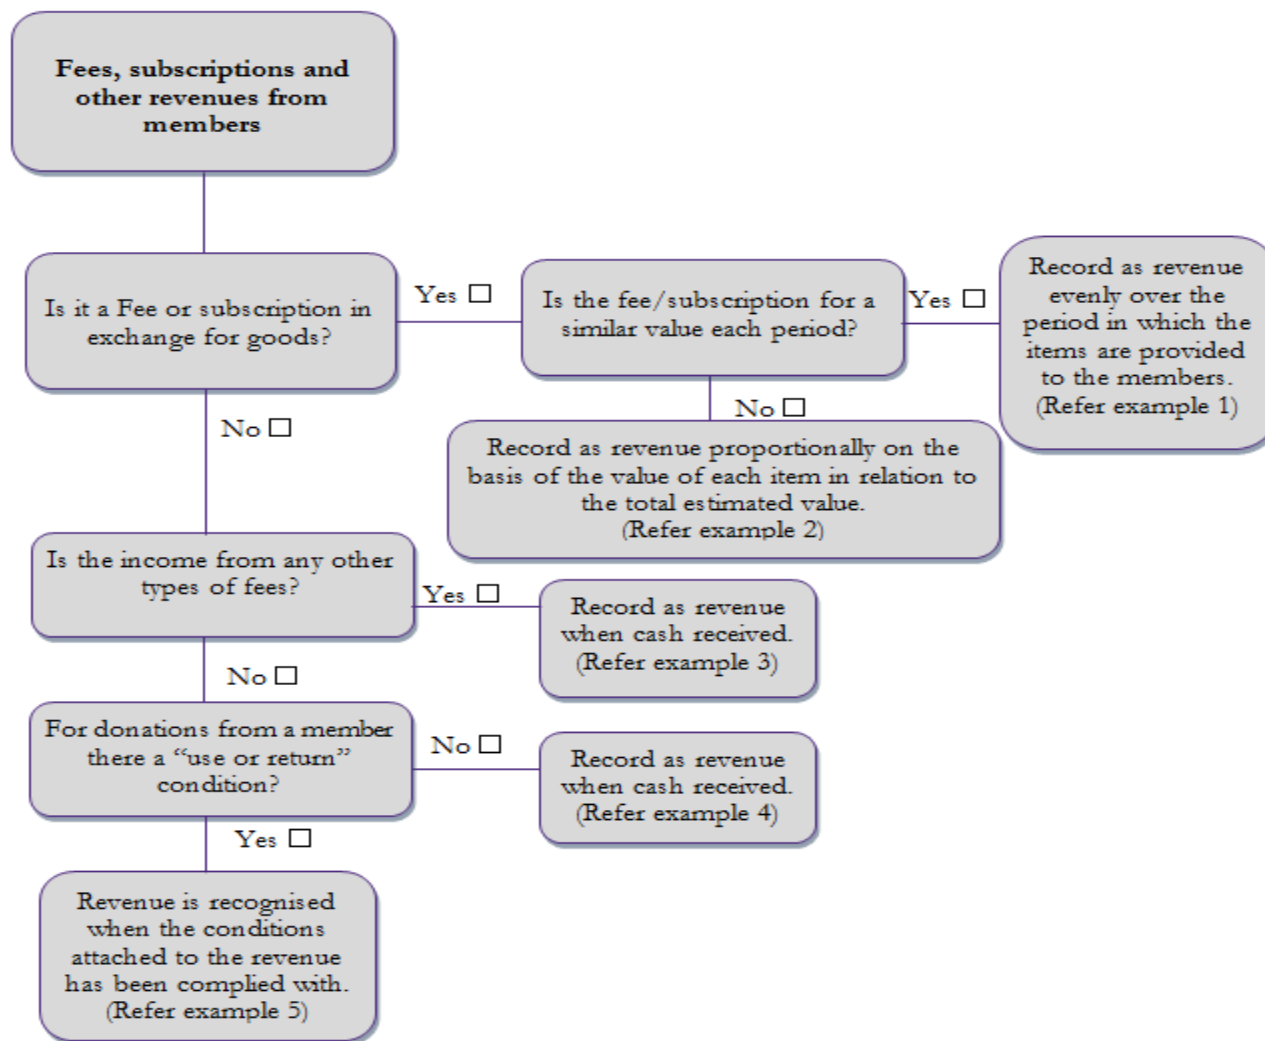 Fees, subscriptions and
other revenues from
members
Is it a Fee or subscription in
exchange for goods?
Yes ☐
Is the fee/subscription for a
similar value each period?
Yes ☐
Record as revenue
evenly over the
period in which the
items are provided
to the members.
(Refer example 1)
No ☐
Record as revenue proportionally on the
basis of the value of each item in relation to
the total estimated value.
(Refer example 2)
No ☐
Is the income from any other
types of fees?
Yes ☐
Record as revenue
when cash received.
(Refer example 3)
No ☐
For donations from a member
there a “use or return”
condition?
No ☐
Record as revenue
when cash received.
(Refer example 4)
Yes ☐
Revenue is recognised
when the conditions
attached to the revenue
has been complied with.
(Refer example 5)